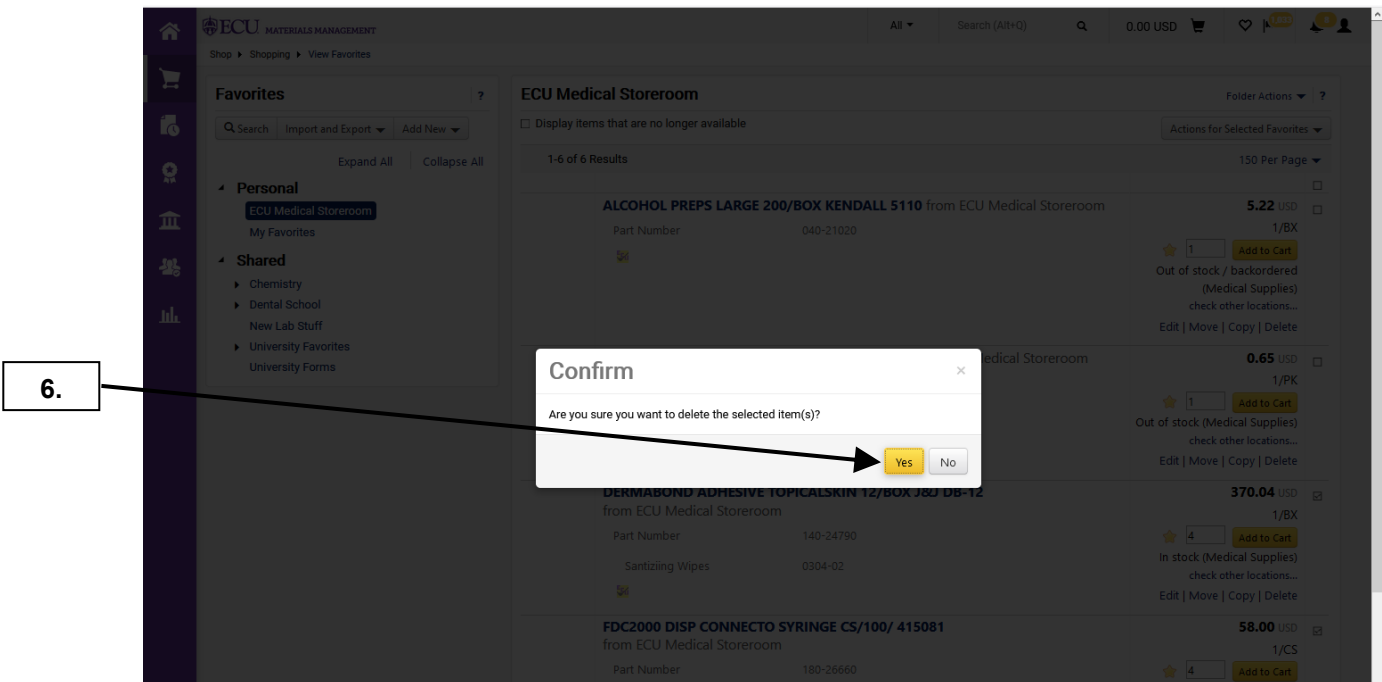 ECU MATERIALS MANAGEMENT
All
Search (Alt+Q)
0.00 USD
Shop Shopping View Favorites
Favorites ?
Search Import and Export Add New
Expand All Collapse All
Personal
ECU Medical Storeroom
My Favorites
Shared
Chemistry
Dental School
New Lab Stuff
University Favorites
University Forms
ECU Medical Storeroom
Folder Actions ?
Display items that are no longer available
Actions for Selected Favorites
1-6 of 6 Results
150 Per Page
ALCOHOL PREPS LARGE 200/BOX KENDALL 5110 from ECU Medical Storeroom
5.22 USD
Part Number 040-21020
1/BX
1 Add to Cart
Out of stock / backordered
(Medical Supplies)
check other locations...
Edit | Move | Copy | Delete
edical Storeroom
0.65 USD
1/PK
1 Add to Cart
Out of stock (Medical Supplies)
check other locations...
Edit | Move | Copy | Delete
6.
Confirm ×
Are you sure you want to delete the selected item(s)?
Yes No
DERMABOND ADHESIVE TOPICALSKIN 12/BOX J&J DB-12
from ECU Medical Storeroom
370.04 USD
1/BX
Part Number 140-24790
4 Add to Cart
In stock (Medical Supplies)
Santiziing Wipes 0304-02
check other locations...
Edit | Move | Copy | Delete
FDC2000 DISP CONNECTO SYRINGE CS/100/ 415081
from ECU Medical Storeroom
58.00 USD
1/CS
Part Number 180-26660
4 Add to Cart